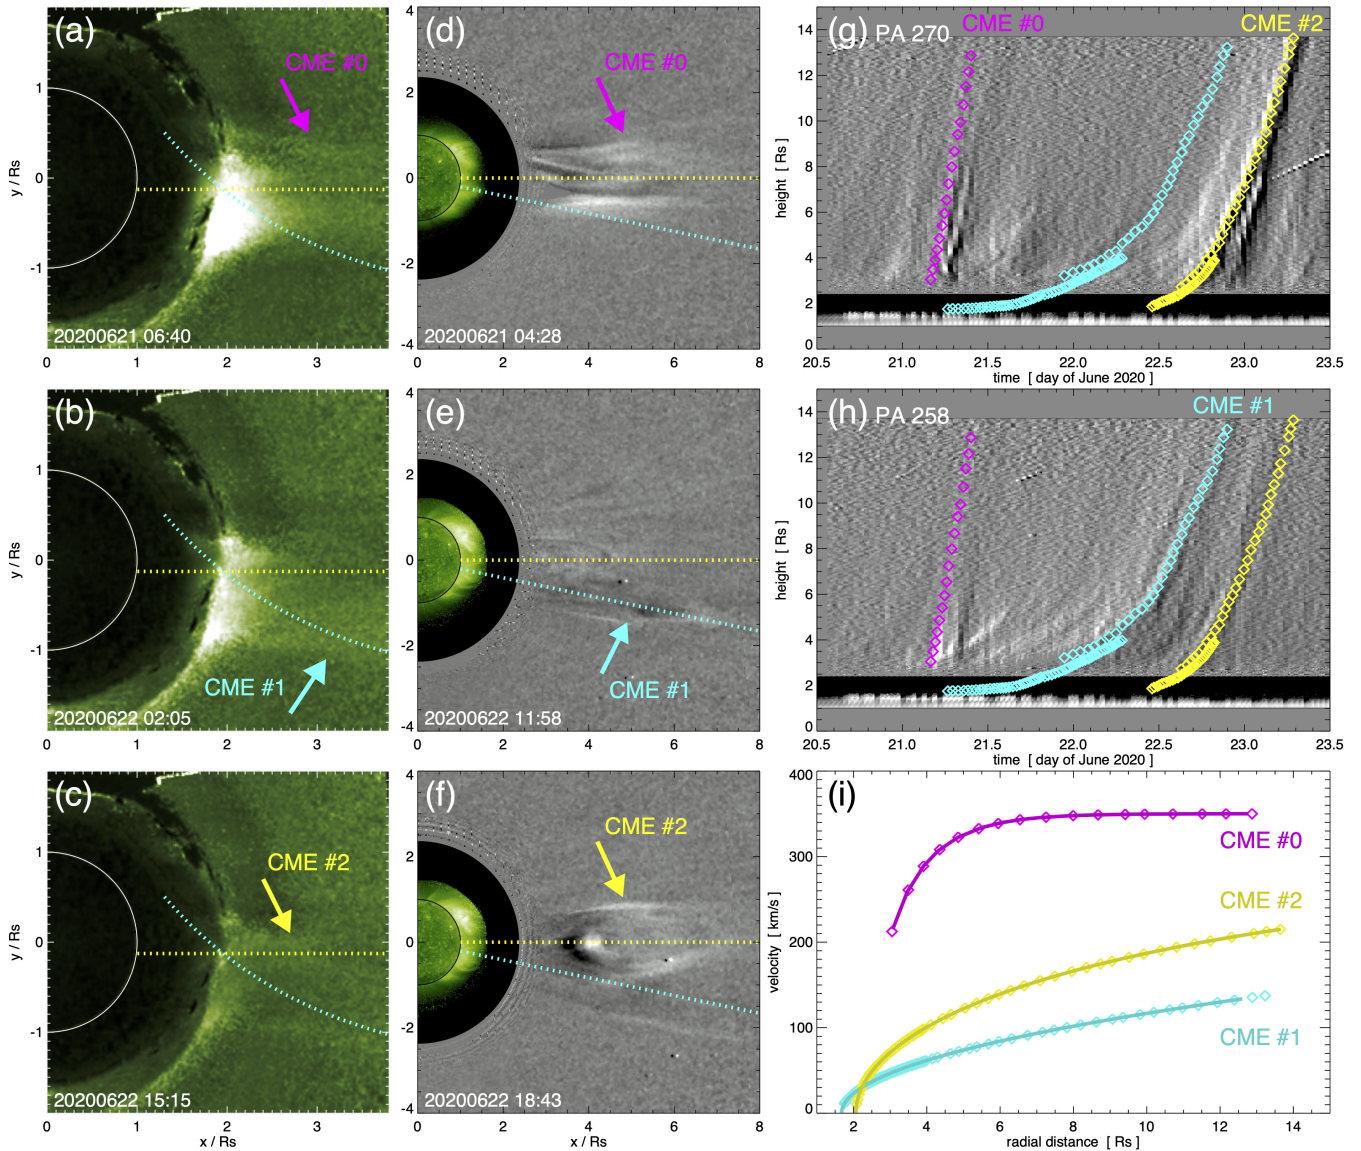 (a)
CME #0
y / Rs
1
0
-1
20200621 06:40
0
1
2
3
(d)
CME #0
4
2
0
-2
-4
20200621 04:28
0
2
4
6
8
(g) PA 270
CME #0
CME #2
height [ Rs ]
14
12
10
8
6
4
2
0
20.5 21.0 21.5 22.0 22.5 23.0 23.5
time [ day of June 2020 ]
(b)
y / Rs
1
0
-1
CME #1
20200622 02:05
0
1
2
3
(e)
4
2
0
-2
-4
CME #1
20200622 11:58
0
2
4
6
8
(h) PA 258
CME #1
height [ Rs ]
14
12
10
8
6
4
2
0
20.5 21.0 21.5 22.0 22.5 23.0 23.5
time [ day of June 2020 ]
(c)
CME #2
y / Rs
1
0
-1
20200622 15:15
0 1 2 3
x / Rs
(f)
CME #2
4
2
0
-2
-4
20200622 18:43
0 2 4 6 8
x / Rs
(i)
velocity [ km/s ]
400
300
200
100
0
CME #0
CME #2
CME #1
2 4 6 8 10 12 14
radial distance [ Rs ]